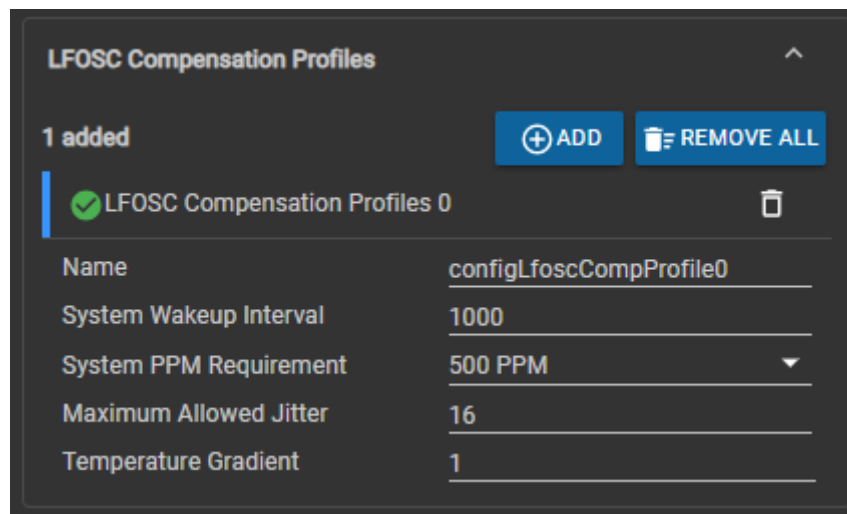 LFOSC Compensation Profiles
1 added ADD REMOVE ALL
LFOSC Compensation Profiles 0
Name configLfoscCompProfile0
System Wakeup Interval 1000
System PPM Requirement 500 PPM
Maximum Allowed Jitter 16
Temperature Gradient 1